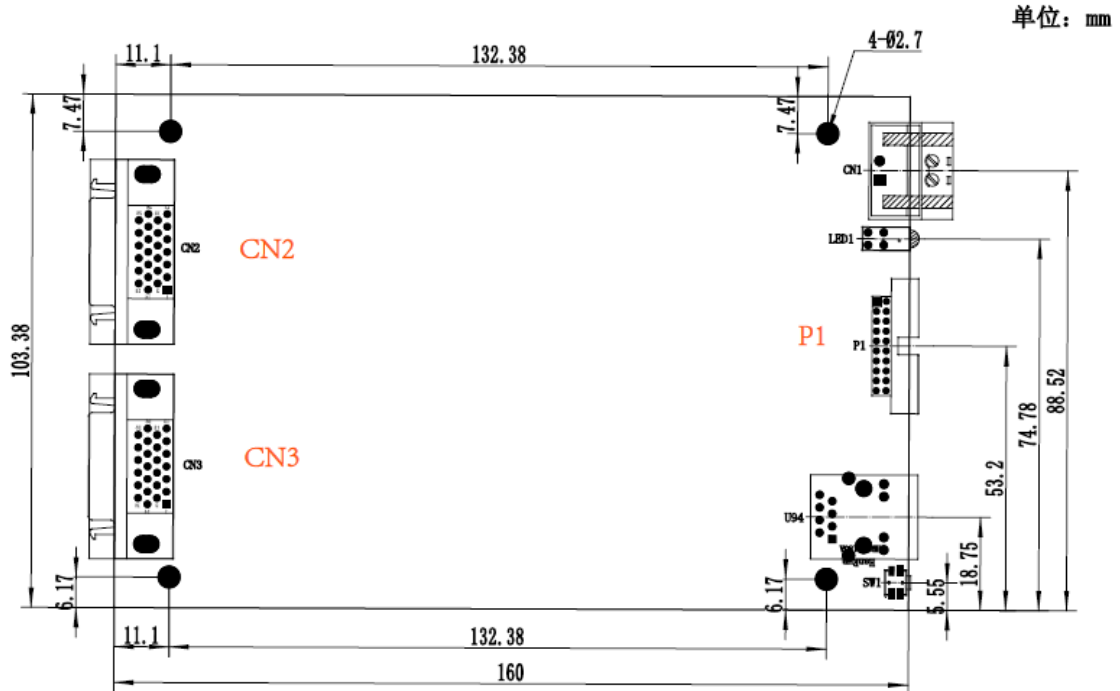 单位：mm
11.1
132.38
4-Ø2.7
7.47
7.47
CN1
CN2
CN2
LED1
P1
P1
103.38
88.52
74.78
53.2
CN3
CN3
U94
18.75
SW1
5.55
6.17
6.17
11.1
132.38
160